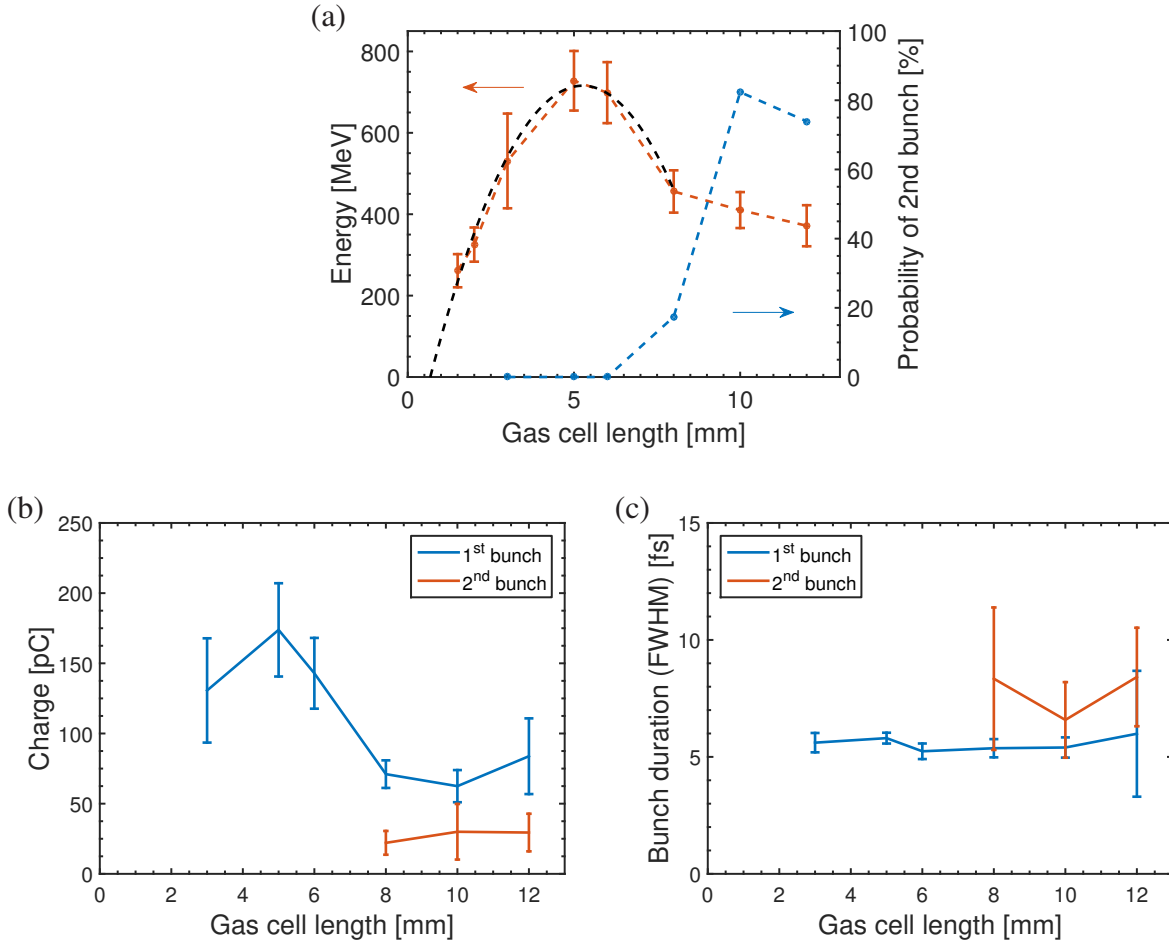 (a)
800
600
400
200
0
Energy [MeV]
100
80
60
40
20
0
Probability of 2nd bunch [%]
0 5 10
Gas cell length [mm]
(b)
250
200
150
100
50
0
Charge [pC]
1st bunch
2nd bunch
0 2 4 6 8 10 12
Gas cell length [mm]
(c)
15
10
5
0
Bunch duration (FWHM) [fs]
1st bunch
2nd bunch
0 2 4 6 8 10 12
Gas cell length [mm]